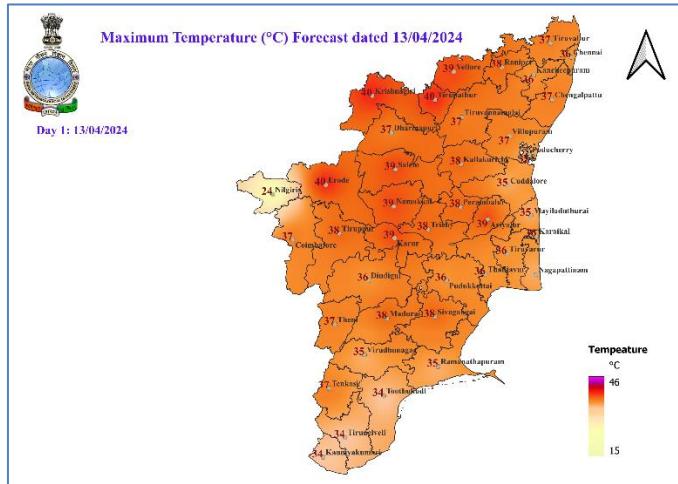 Maximum Temperature (°C) Forecast dated 13/04/2024
Day 1: 13/04/2024
37 Tiruvallur
36 Chennai
38 Ranipet
39 Vellore
36 Kancheepuram
40 Krishnagiri
40 Tirupathur
37 Chengalpattu
37 Tiruvannamalai
37 Dharmapuri
37 Villupuram
Puducherry
39 Salem
38 Kallakurichi
40 Erode
35 Cuddalore
24 Nilgiris
39 Namakkal
38 Perambalur
35 Mayiladuthurai
39 Ariyalur
38 Tiruppur
38 Trichy
Karaikal
37 Coimbatore
39 Karur
36 Tiruvarur
36 Thanjavur
Nagapattinam
36 Dindigul
36 Pudukkottai
38 Madurai
38 Sivagangai
37 Theni
35 Virudhunagar
35 Ramanathapuram
37 Tenkasi
34 Toothukudi
34 Tirunelveli
34 Kanniyakumari
Tempeature
°C
46
15